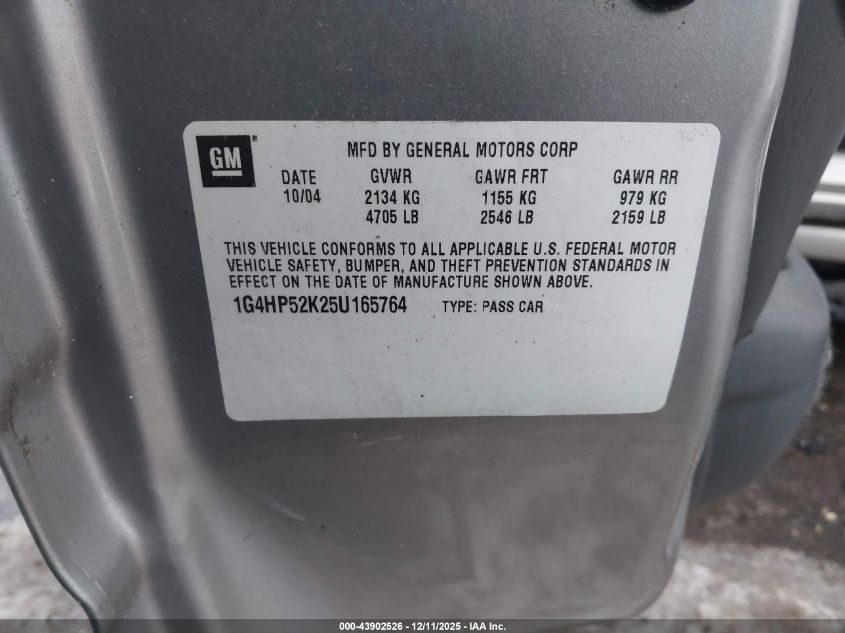 GM ®
MFD BY GENERAL MOTORS CORP
DATE GVWR GAWR FRT GAWR RR
10/04 2134 KG 1155 KG 979 KG
4705 LB 2546 LB 2159 LB
THIS VEHICLE CONFORMS TO ALL APPLICABLE U.S. FEDERAL MOTOR
VEHICLE SAFETY, BUMPER, AND THEFT PREVENTION STANDARDS IN
EFFECT ON THE DATE OF MANUFACTURE SHOWN ABOVE.
1G4HP52K25U165764 TYPE: PASS CAR
000-43902526 - 12/11/2025 - IAA Inc.